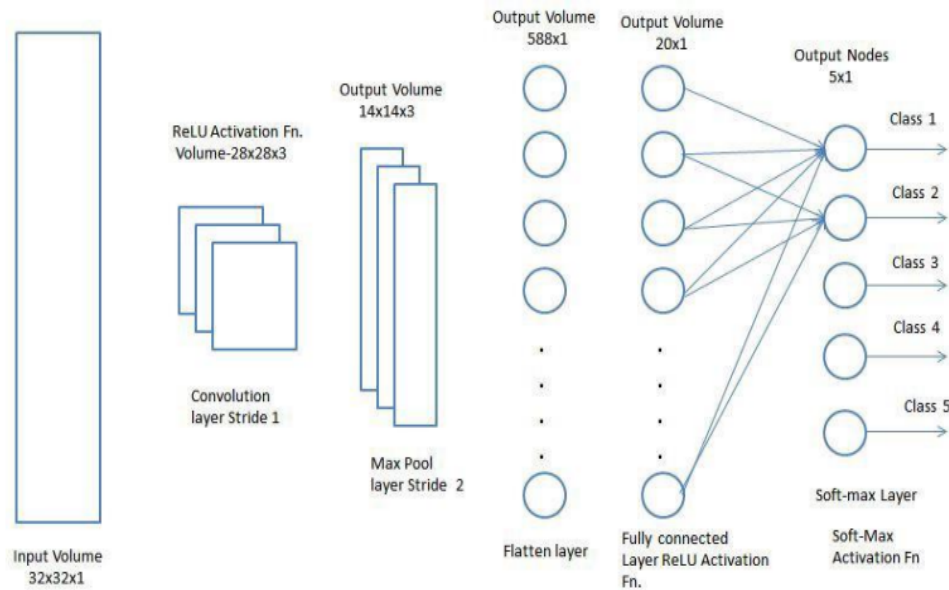 Output Volume
588x1
Output Volume
20x1
Output Nodes
5x1
Output Volume
14x14x3
ReLU Activation Fn.
Volume-28x28x3
Class 1
Class 2
Class 3
Class 4
Class 5
Convolution
layer Stride 1
Max Pool
layer Stride 2
Input Volume
32x32x1
Flatten layer
Fully connected
Layer ReLU Activation
Fn.
Soft-max Layer
Soft-Max
Activation Fn